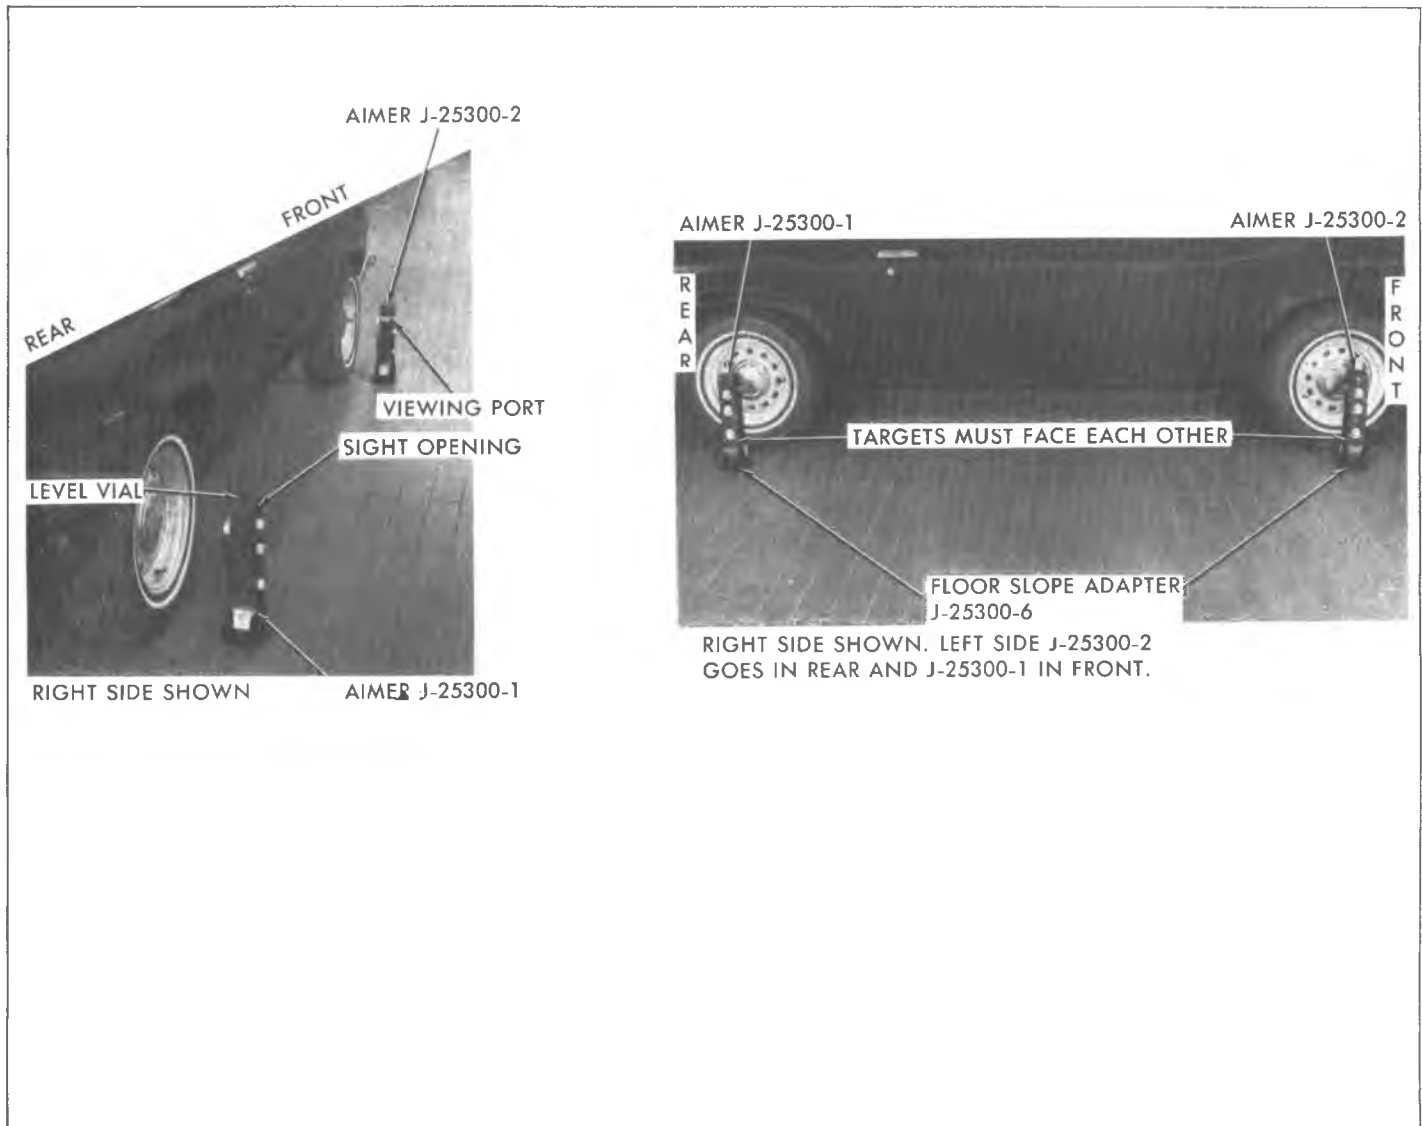 AIMER J-25300-2
FRONT
REAR
VIEWING PORT
SIGHT OPENING
LEVEL VIAL
RIGHT SIDE SHOWN
AIMER J-25300-1
AIMER J-25300-1
AIMER J-25300-2
REAR
FRONT
TARGETS MUST FACE EACH OTHER
FLOOR SLOPE ADAPTER
J-25300-6
RIGHT SIDE SHOWN. LEFT SIDE J-25300-2
GOES IN REAR AND J-25300-1 IN FRONT.